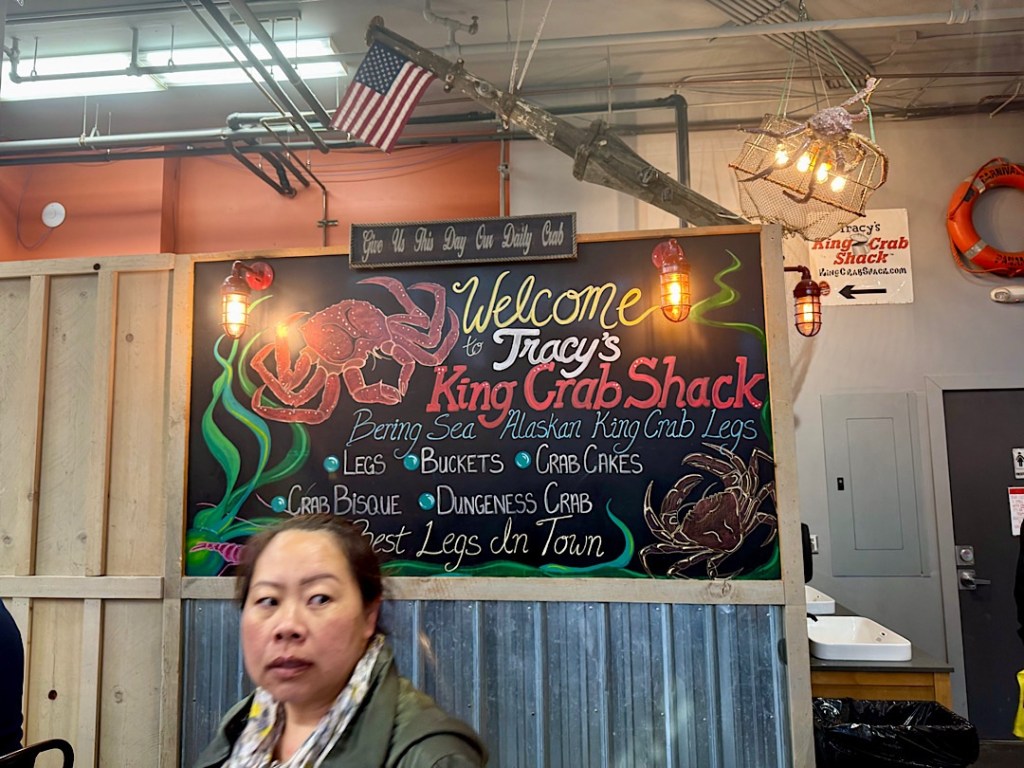 Give Us This Day Our Daily Crab
Welcome
to Tracy's
King Crab Shack
Bering Sea Alaskan King Crab Legs
LEGS BUCKETS CRAB CAKES
CRAB BISQUE DUNGENESS CRAB
Best Legs In Town
Tracy's
King Crab
Shack
KINGCRABSHACK.COM
CARNIVAL